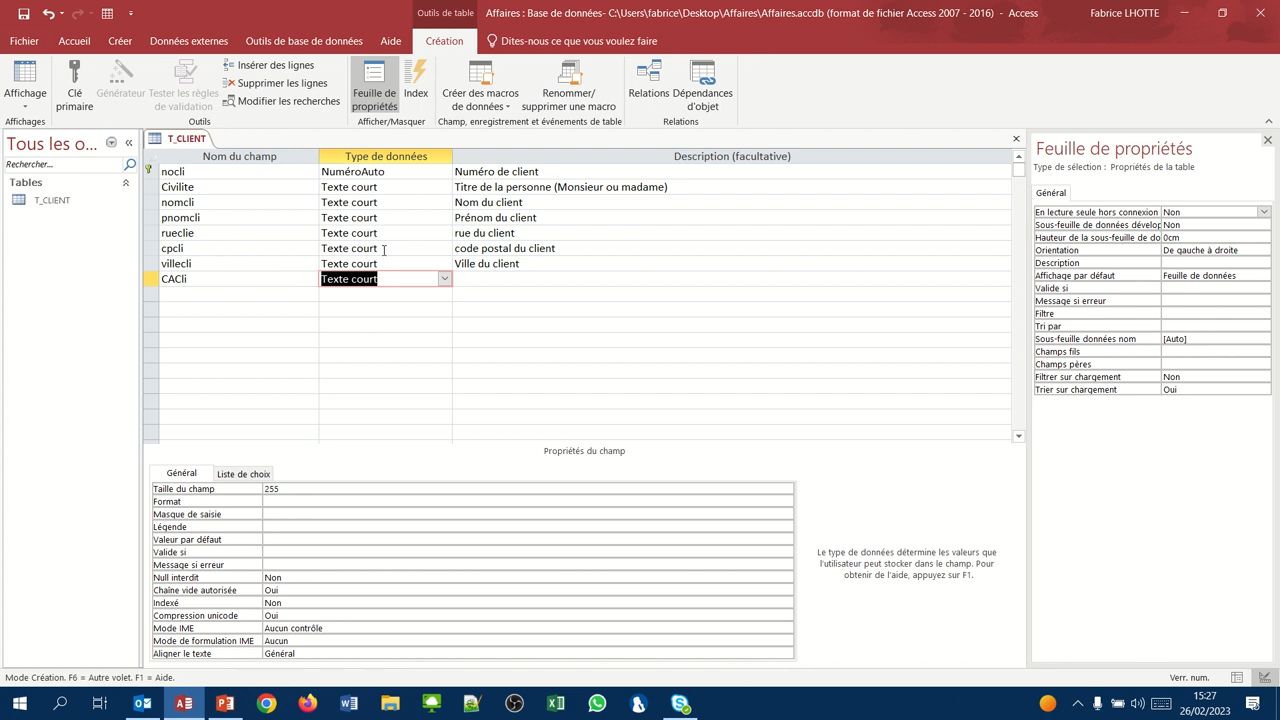 Outils de table
Affaires : Base de données- C:\Users\fabrice\Desktop\Affaires\Affaires.accdb (format de fichier Access 2007 - 2016) - Access
Fabrice LHOTTE
Fichier Accueil Créer Données externes Outils de base de données Aide Création Dites-nous ce que vous voulez faire
Affichage
Clé primaire
Générateur
Tester les règles de validation
Insérer des lignes
Supprimer les lignes
Modifier les recherches
Feuille de propriétés
Index
Créer des macros de données
Renommer/ supprimer une macro
Relations
Dépendances d'objet
Affichages Outils Afficher/Masquer Champ, enregistrement et événements de table Relations
Tous les o...
Rechercher...
Tables
T_CLIENT
T_CLIENT
Nom du champ Type de données Description (facultative)
nocli NuméroAuto Numéro de client
Civilite Texte court Titre de la personne (Monsieur ou madame)
nomcli Texte court Nom du client
pnomcli Texte court Prénom du client
rueclie Texte court rue du client
cpcli Texte court code postal du client
villecli Texte court Ville du client
CACli Texte court
Propriétés du champ
Général Liste de choix
Taille du champ 255
Format
Masque de saisie
Légende
Valeur par défaut
Valide si
Message si erreur
Null interdit Non
Chaîne vide autorisée Oui
Indexé Non
Compression unicode Oui
Mode IME Aucun contrôle
Mode de formulation IME Aucun
Aligner le texte Général
Le type de données détermine les valeurs que
l'utilisateur peut stocker dans le champ. Pour
obtenir de l'aide, appuyez sur F1.
Feuille de propriétés
Type de sélection : Propriétés de la table
Général
En lecture seule hors connexion Non
Sous-feuille de données dévelop Non
Hauteur de la sous-feuille de do 0cm
Orientation De gauche à droite
Description
Affichage par défaut Feuille de données
Valide si
Message si erreur
Filtre
Tri par
Sous-feuille données nom [Auto]
Champs fils
Champs pères
Filtrer sur chargement Non
Trier sur chargement Oui
Mode Création. F6 = Autre volet. F1 = Aide.
Verr. num.
15:27
26/02/2023